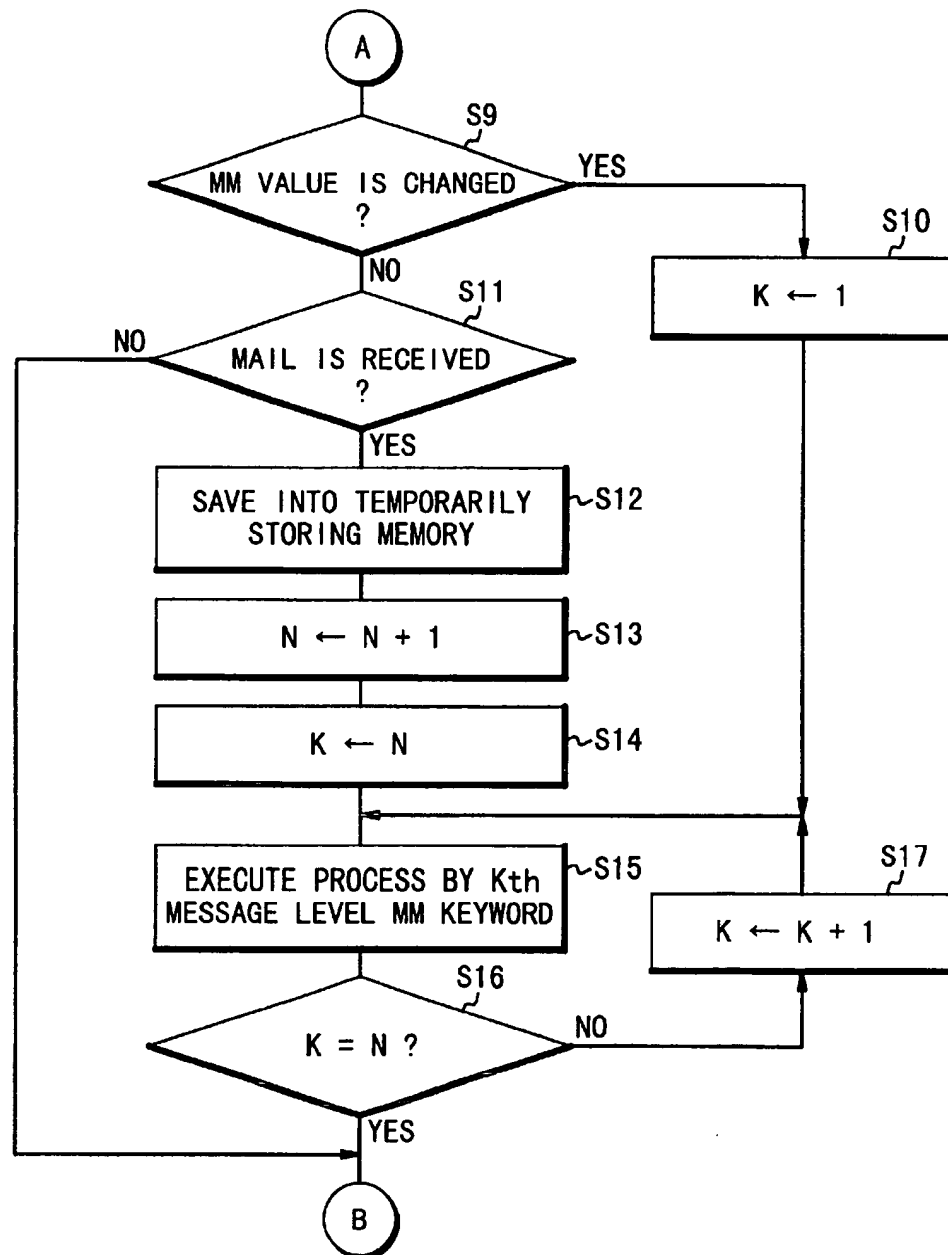 A
S9
MM VALUE IS CHANGED
?
YES
NO
S10
K ← 1
S11
NO
MAIL IS RECEIVED
?
YES
SAVE INTO TEMPORARILY
STORING MEMORY
S12
N ← N + 1
S13
K ← N
S14
EXECUTE PROCESS BY Kth
MESSAGE LEVEL MM KEYWORD
S15
S17
K ← K + 1
S16
K = N ?
NO
YES
B